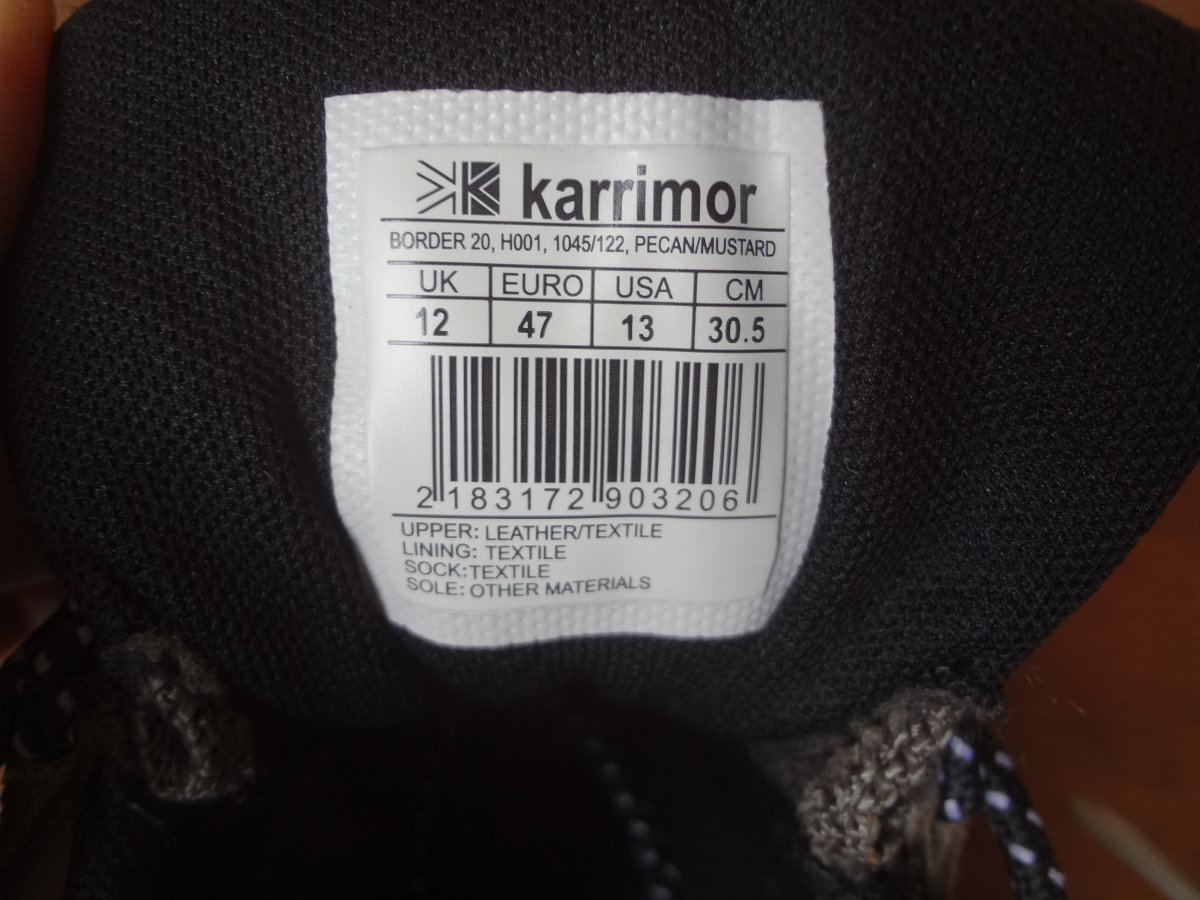 karrimor
BORDER 20, H001, 1045/122, PECAN/MUSTARD
UK EURO USA CM
12 47 13 30.5
2 183172 903206
UPPER: LEATHER/TEXTILE
LINING: TEXTILE
SOCK:TEXTILE
SOLE: OTHER MATERIALS